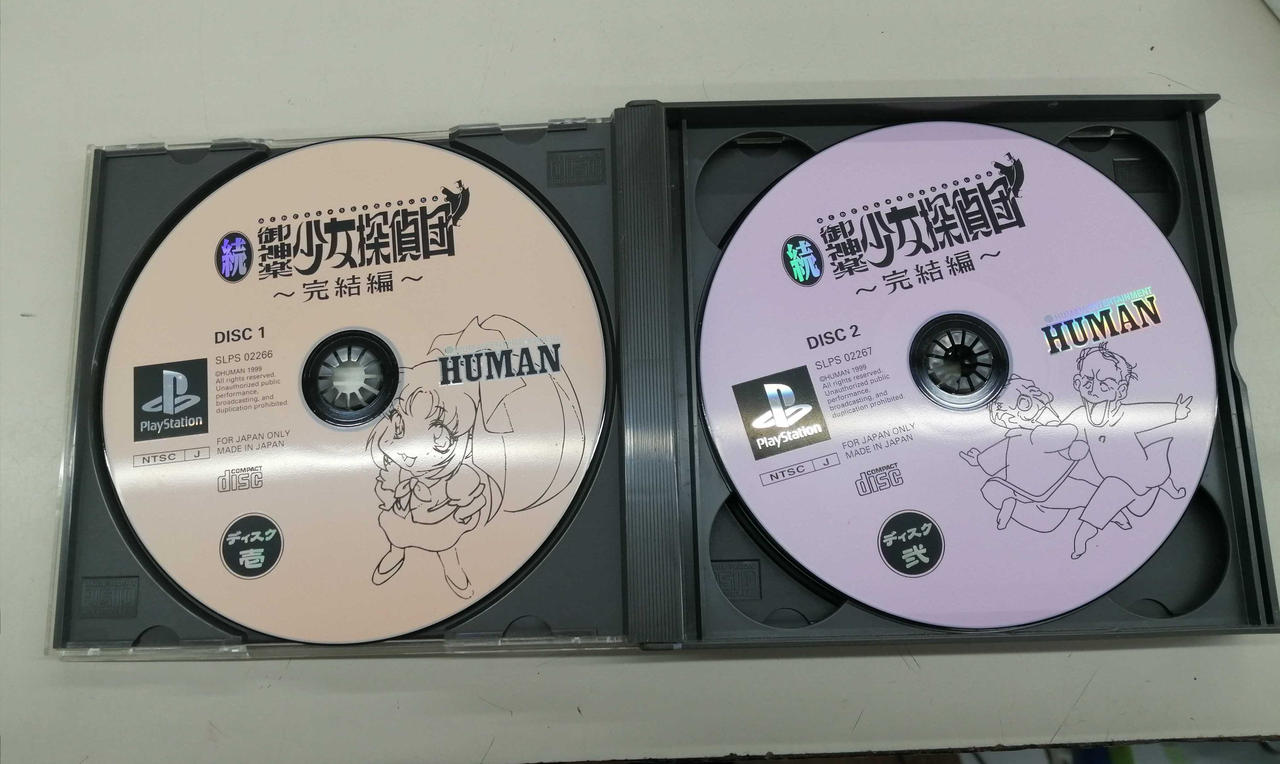 続
御神楽
少女探偵団
～完結編～
DISC 1
SLPS 02266
©HUMAN 1999
All rights reserved.
Unauthorized public
performance,
broadcasting, and
duplication prohibited.
PlayStation
NTSC J
FOR JAPAN ONLY
MADE IN JAPAN
COMPACT
disc
ディスク
壱
HUMAN
続
御神楽
少女探偵団
～完結編～
DISC 2
SLPS 02267
©HUMAN 1999
All rights reserved.
Unauthorized public
performance,
broadcasting, and
duplication prohibited.
PlayStation
NTSC J
FOR JAPAN ONLY
MADE IN JAPAN
COMPACT
disc
ディスク
弐
HUMAN ENTERTAINMENT
HUMAN